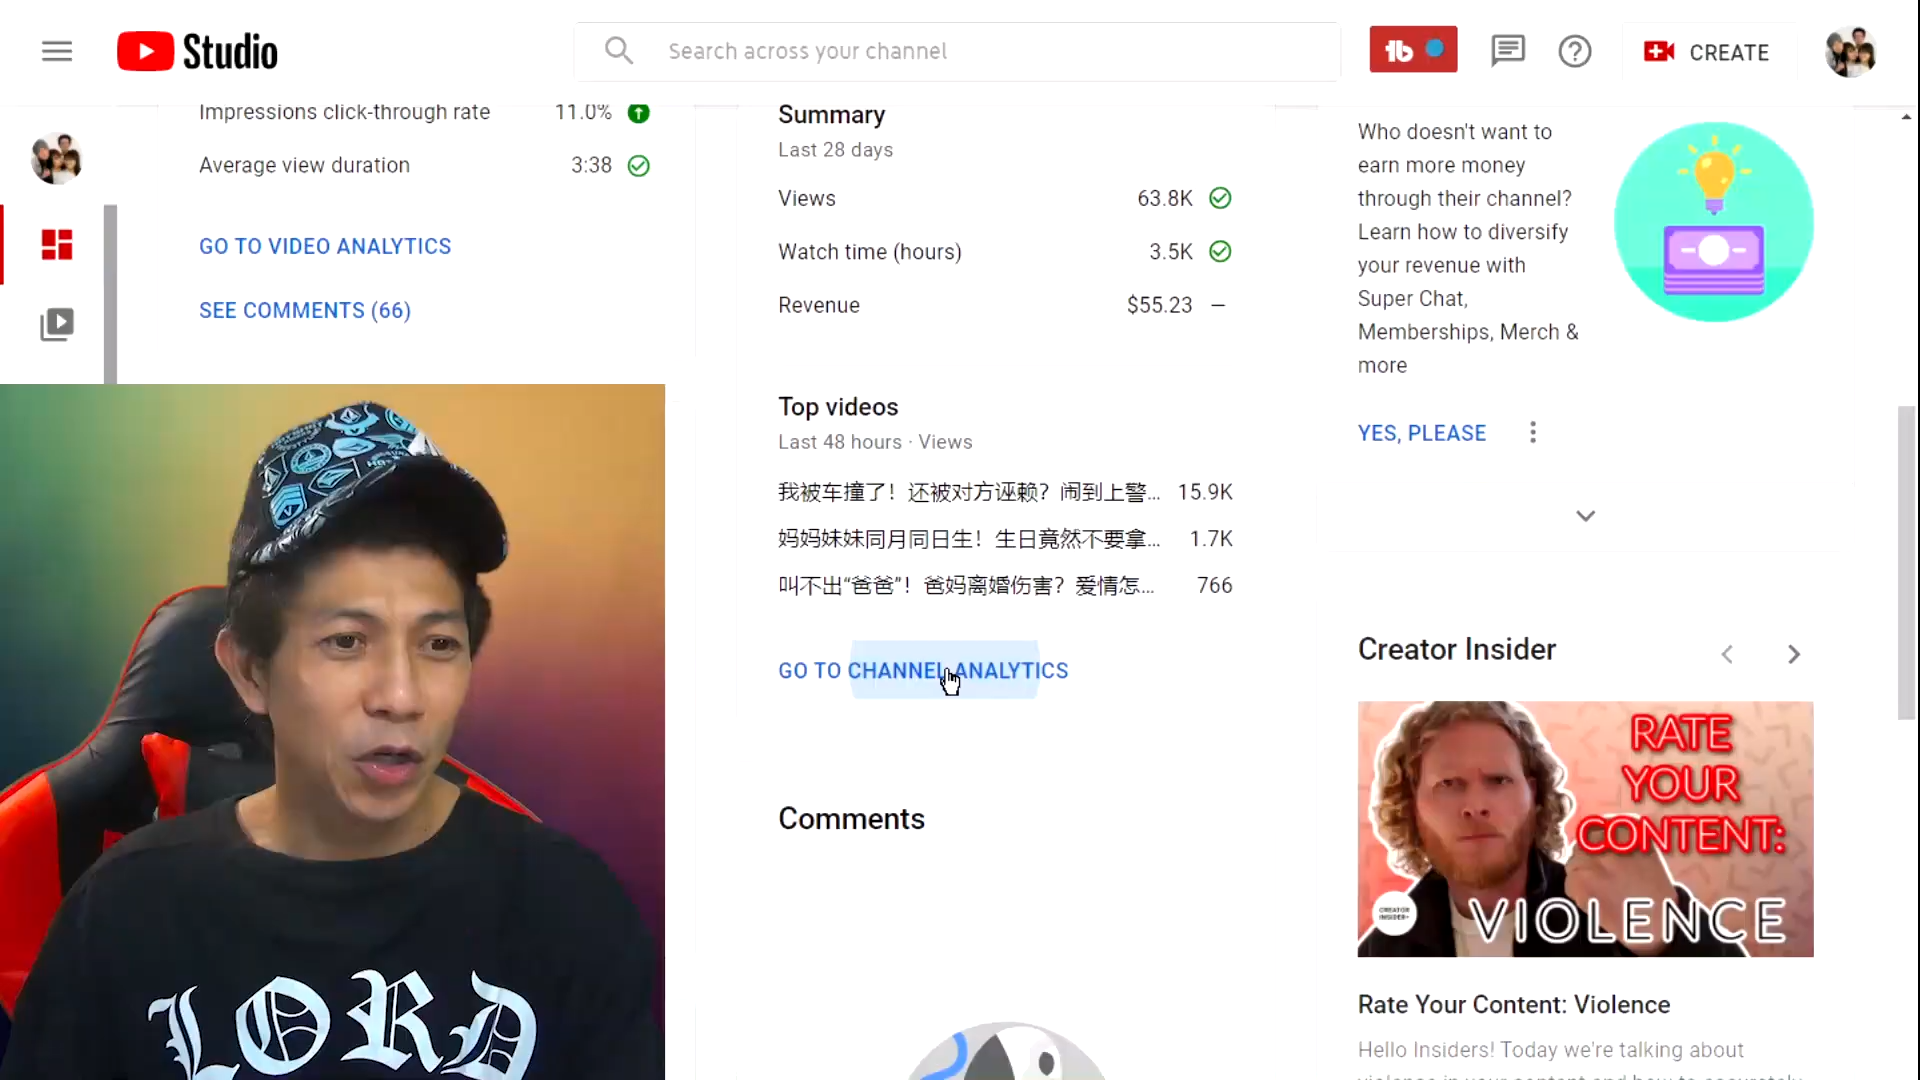 Studio
Search across your channel
CREATE
Impressions click-through rate 11.0%
Average view duration 3:38
GO TO VIDEO ANALYTICS
SEE COMMENTS (66)
LORD
Summary
Last 28 days
Views 63.8K
Watch time (hours) 3.5K
Revenue $55.23 –
Top videos
Last 48 hours · Views
我被车撞了！还被对方诬赖？闹到上警... 15.9K
妈妈妹妹同月同日生！生日竟然不要拿... 1.7K
叫不出“爸爸”！爸妈离婚伤害？爱情怎... 766
GO TO CHANNEL ANALYTICS
Comments
Who doesn't want to
earn more money
through their channel?
Learn how to diversify
your revenue with
Super Chat,
Memberships, Merch &
more
YES, PLEASE
Creator Insider
RATE
YOUR
CONTENT:
VIOLENCE
CREATOR
INSIDER
Rate Your Content: Violence
Hello Insiders! Today we're talking about